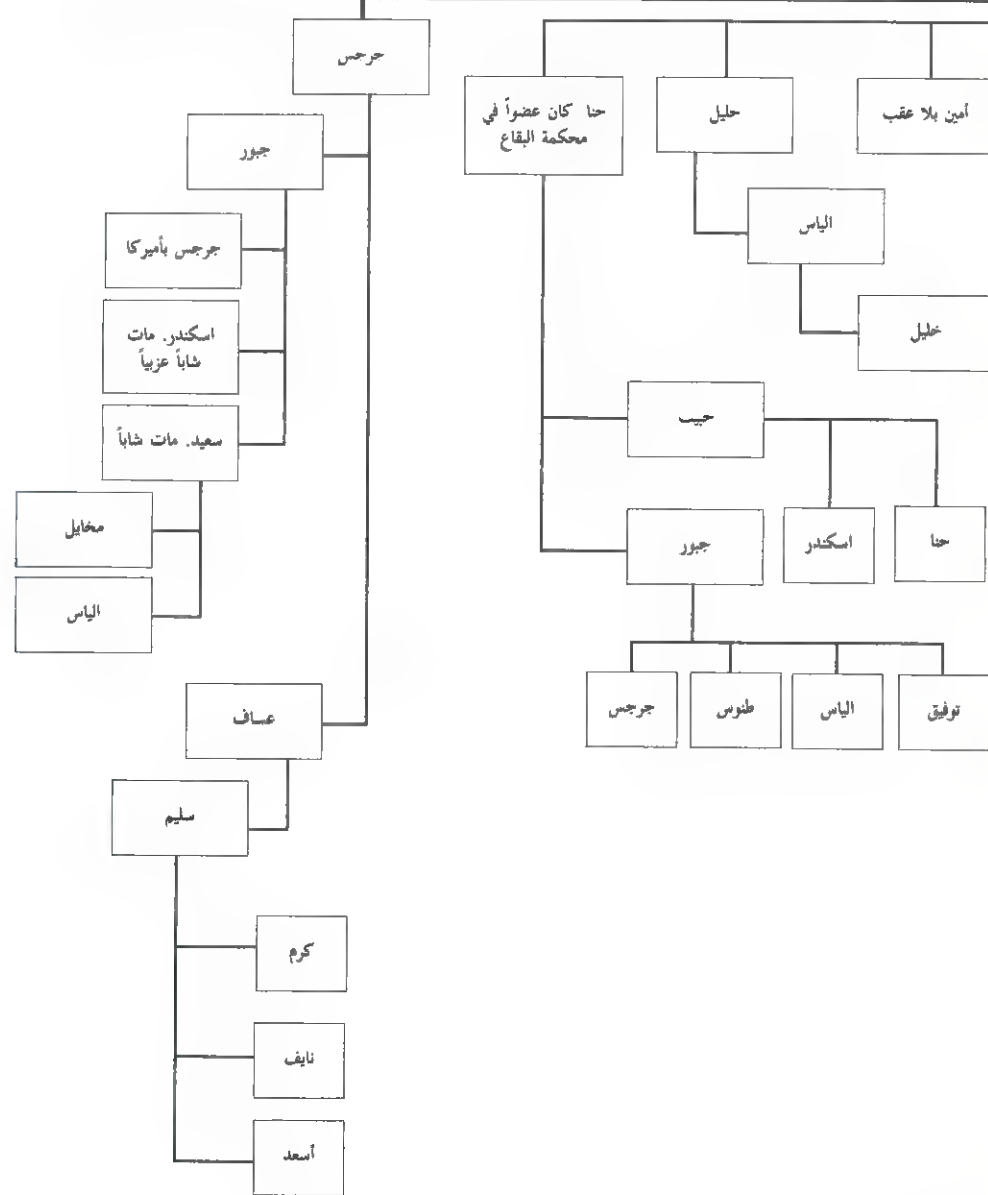 جرجس
أمين بلا عقب
خليل
حنا كان عضواً في
محكمة البقاع
جبور
الياس
جرجس بأميركا
خليل
اسكندر. مات
شاباً عزبياً
حبيب
سعيد. مات شاباً
مخايل
جبور
حنا
اسكندر
الياس
توفيق
الياس
طنوس
جرجس
عساف
سليم
كرم
نايف
أسعد